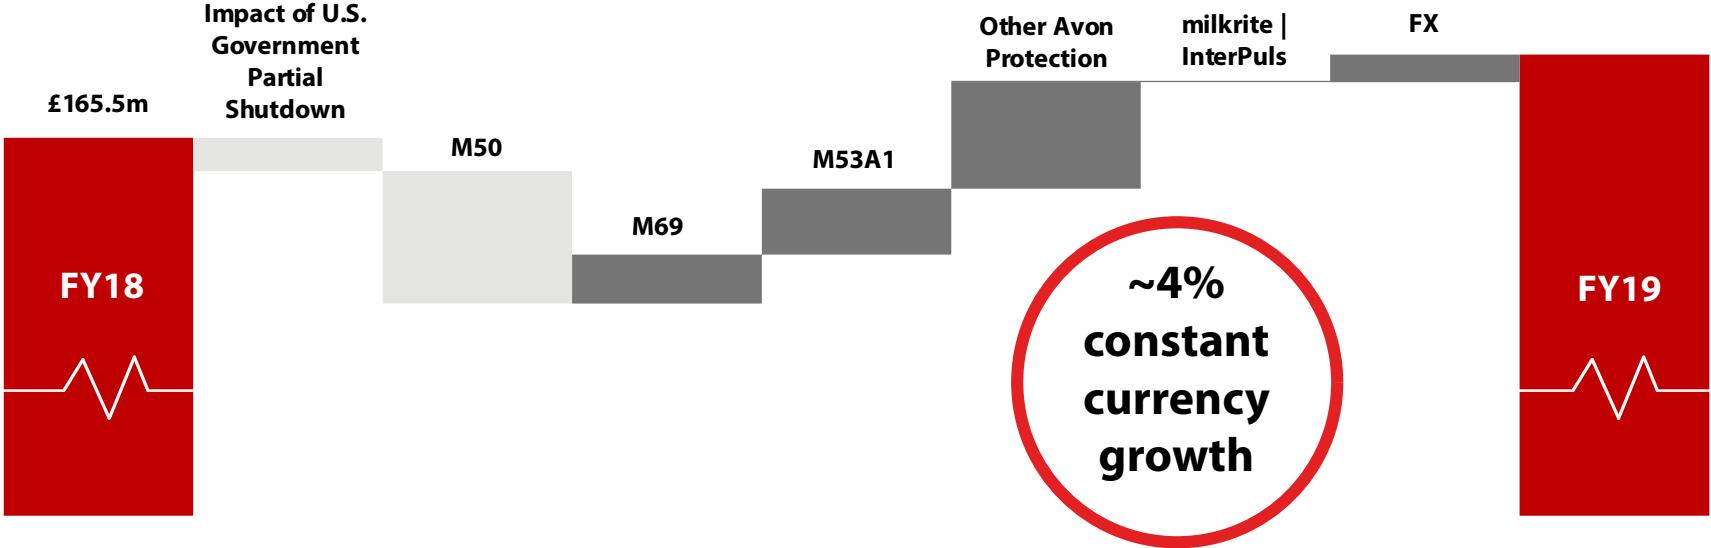 £165.5m
FY18
Impact of U.S.
Government
Partial
Shutdown
M50
M69
M53A1
Other Avon
Protection
milkrite |
InterPuls
FX
FY19
~4%
constant
currency
growth